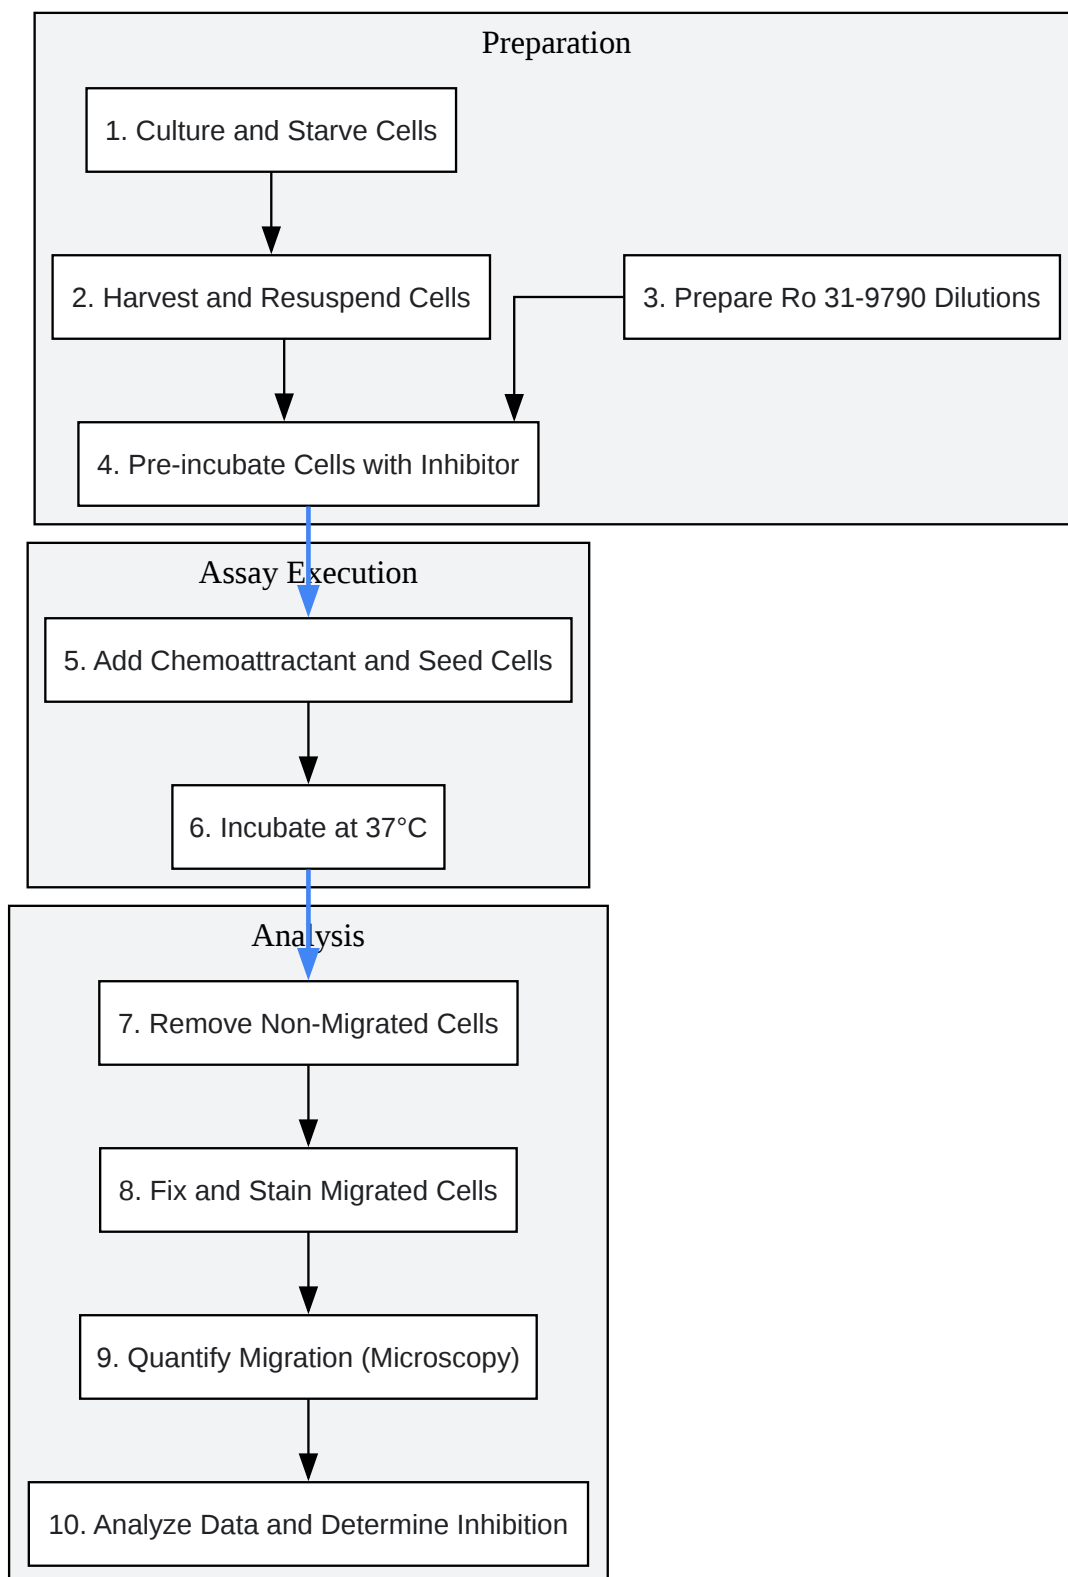 Preparation
1. Culture and Starve Cells
2. Harvest and Resuspend Cells
3. Prepare Ro 31-9790 Dilutions
4. Pre-incubate Cells with Inhibitor
Assay Execution
5. Add Chemoattractant and Seed Cells
6. Incubate at 37°C
Analysis
7. Remove Non-Migrated Cells
8. Fix and Stain Migrated Cells
9. Quantify Migration (Microscopy)
10. Analyze Data and Determine Inhibition